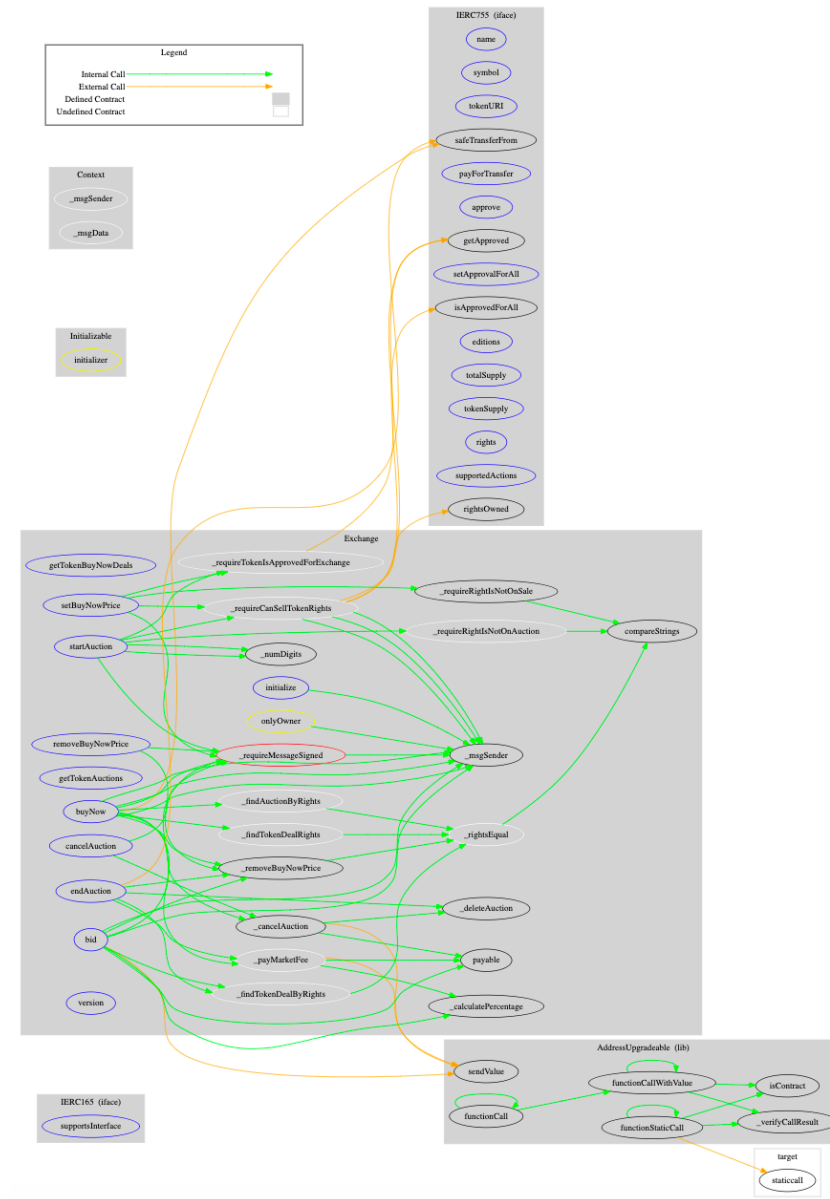 Legend
Internal Call
External Call
Defined Contract
Undefined Contract
Context
_msgSender
_msgData
Initializable
initializer
IERC755 (iface)
name
symbol
tokenURI
safeTransferFrom
payForTransfer
approve
getApproved
setApprovalForAll
isApprovedForAll
editions
totalSupply
tokenSupply
rights
supportedActions
rightsOwned
Exchange
getTokenBuyNowDeals
setBuyNowPrice
startAuction
removeBuyNowPrice
getTokenAuctions
buyNow
cancelAuction
endAuction
bid
version
_requireTokenIsApprovedForExchange
_requireCanSellTokenRights
_numDigits
initialize
onlyOwner
_requireMessageSigned
_findAuctionByRights
_findTokenDealRights
_removeBuyNowPrice
_cancelAuction
_payMarketFee
_findTokenDealByRights
_requireRightIsNotOnSale
_requireRightIsNotOnAuction
_msgSender
_rightsEqual
_deleteAuction
payable
_calculatePercentage
compareStrings
AddressUpgradeable (lib)
sendValue
functionCall
functionCallWithValue
functionStaticCall
isContract
_verifyCallResult
IERC165 (iface)
supportsInterface
target
staticcall